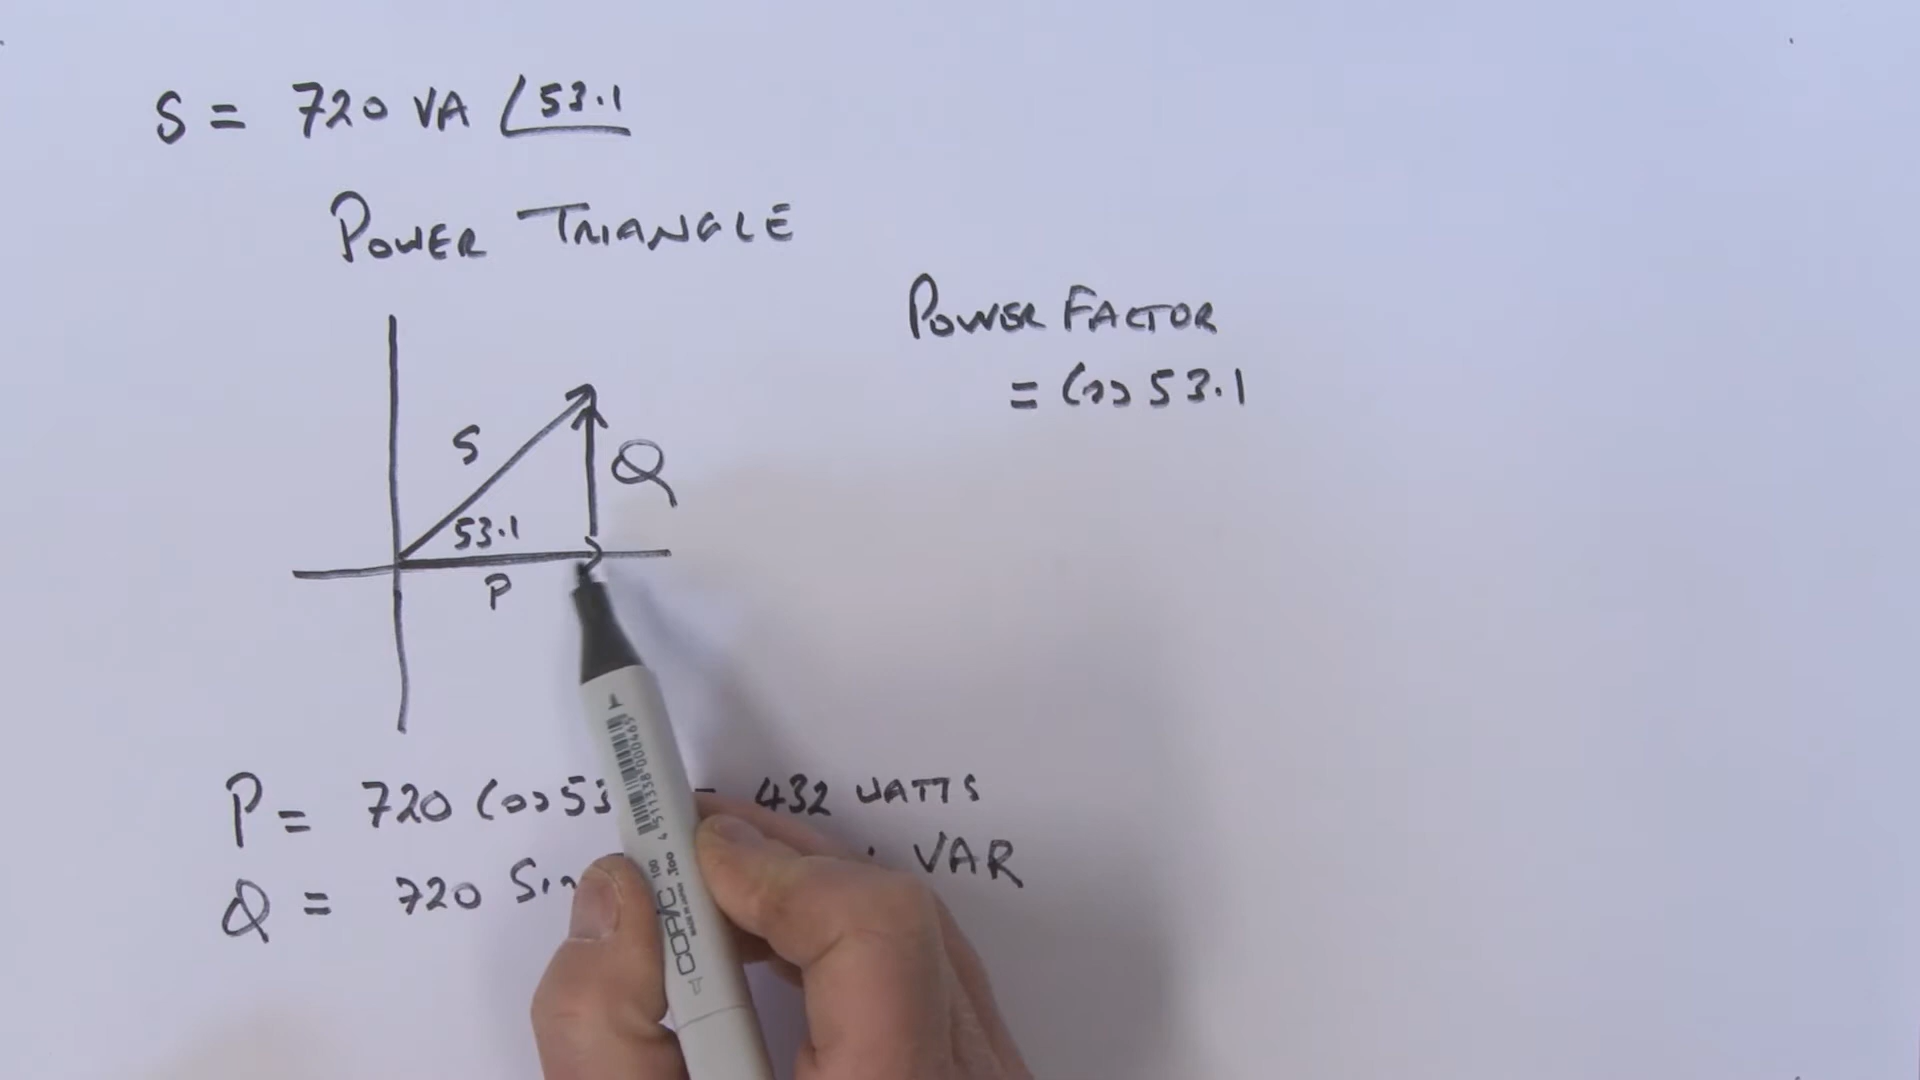 S = 720 VA ∠53.1
POWER TRIANGLE
POWER FACTOR
= Cos 53.1
S
Q
53.1
P
P = 720 Cos 53 = 432 WATTS
Q = 720 Sin VAR
COPIC